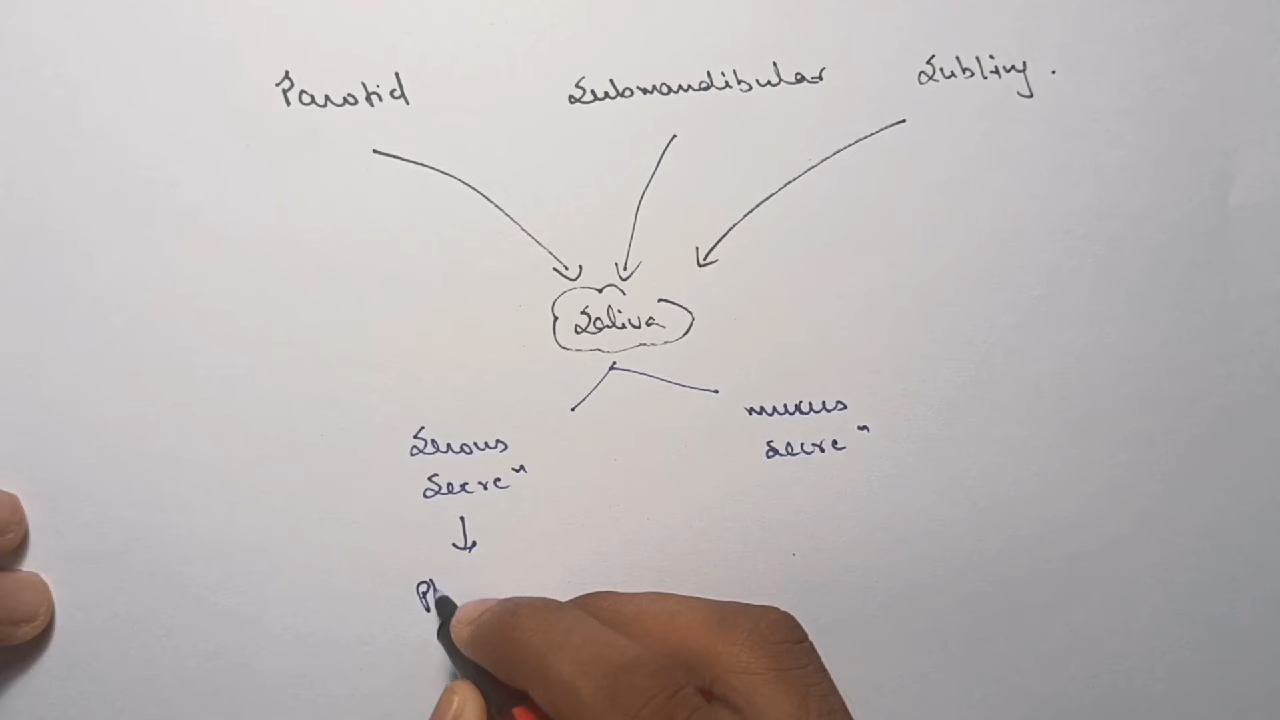 Parotid Submandibular Subling.
Saliva
Serous
Secreⁿ
mucus
secreⁿ
P